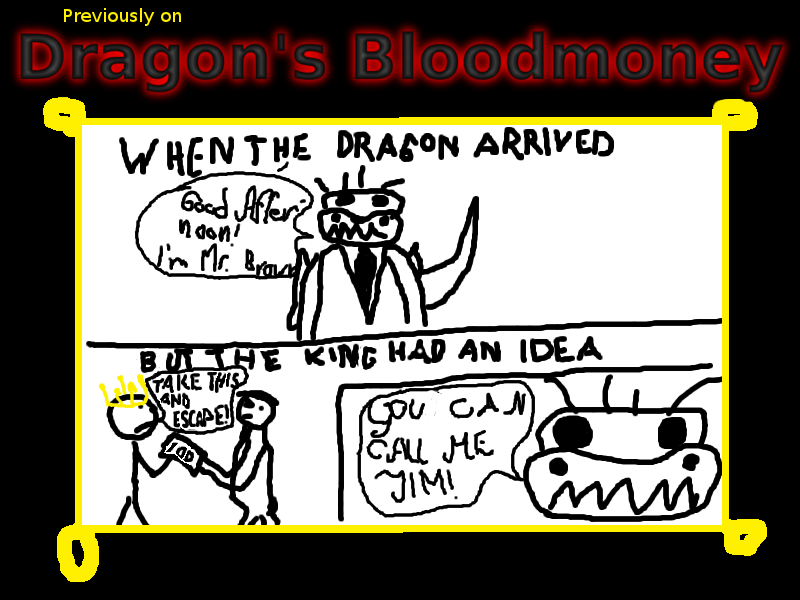 Previously on
Dragon's Bloodmoney
WHEN THE DRAGON ARRIVED
Good After-
noon!
I'm Mr. Brown
BUT THE KING HAD AN IDEA
TAKE THIS
AND
ESCAPE!
YOU CAN
CALL ME
JIM!